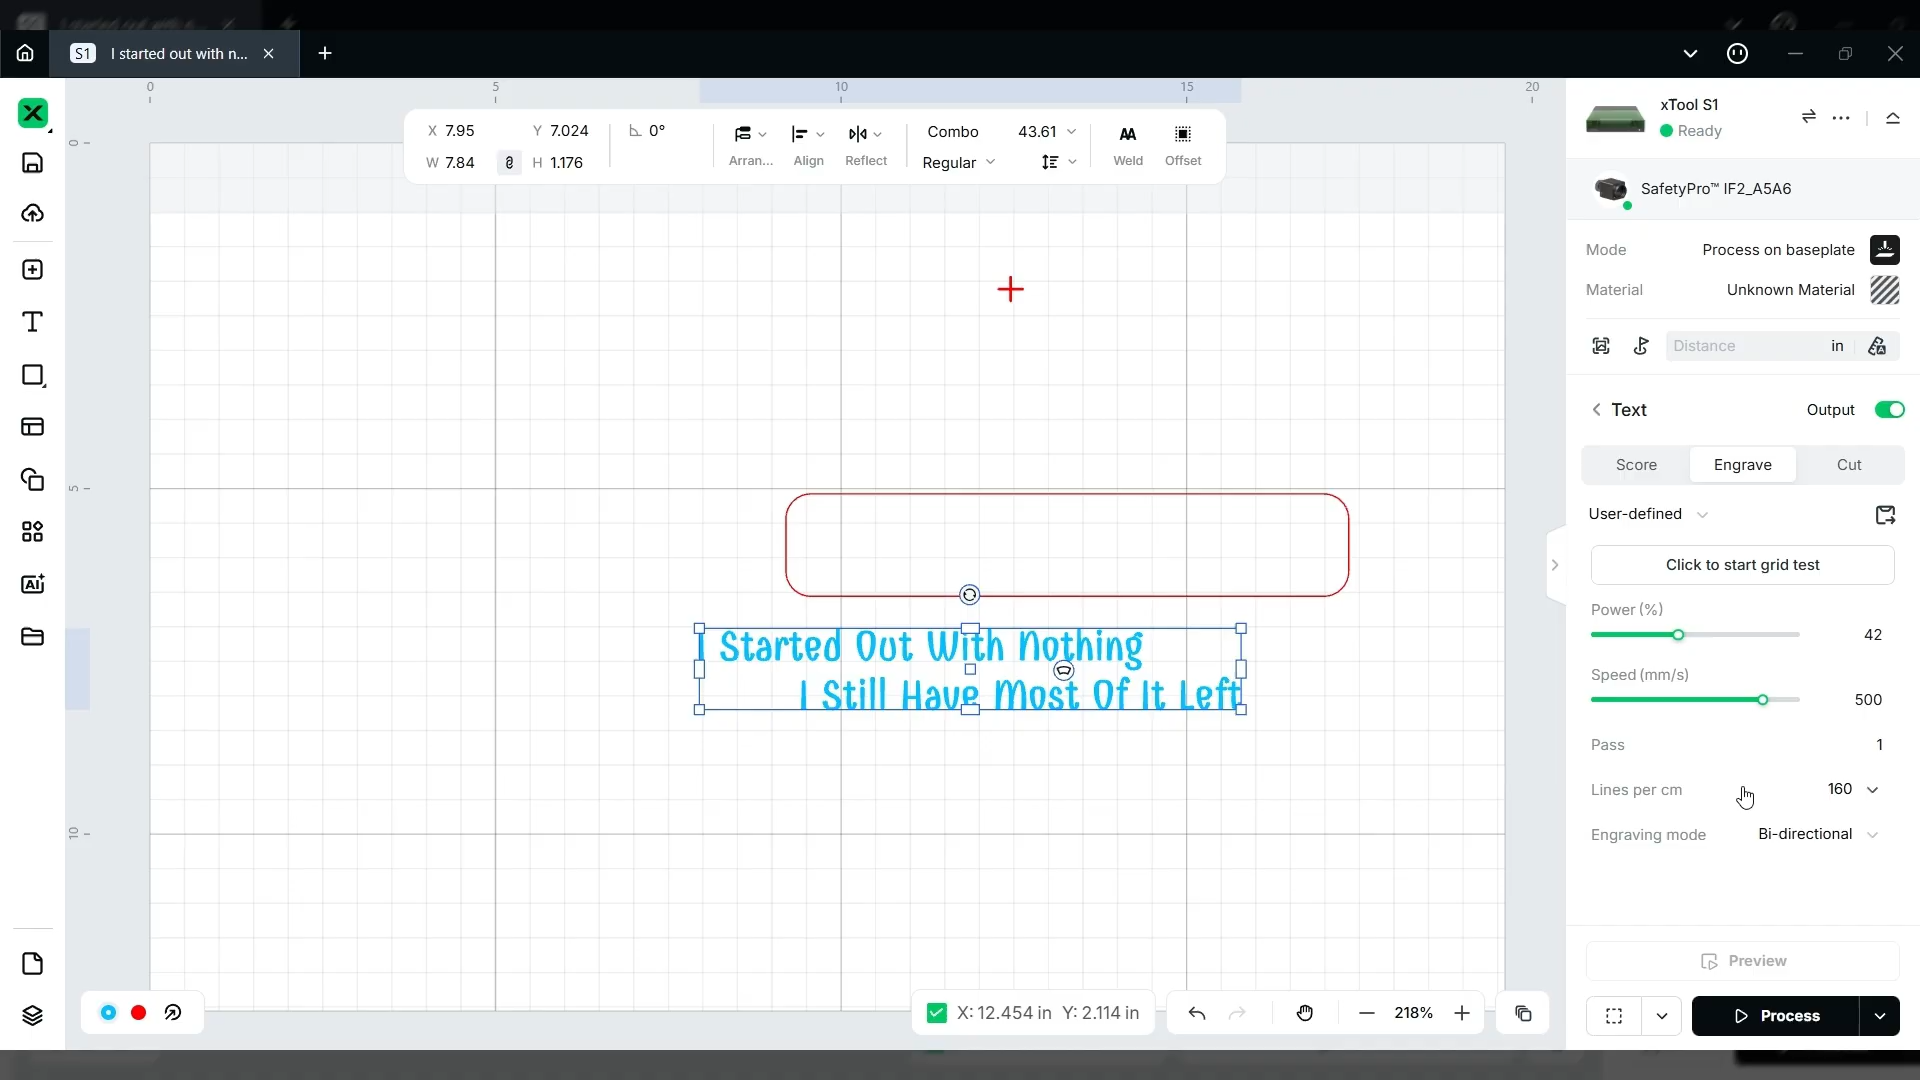 S1 I started out with n...
0 5 10 15 20
X 7.95 Y 7.024 0°
W 7.84 H 1.176
Arran... Align Reflect
Combo 43.61
Regular
Weld Offset
0
5
10
I Started Out With Nothing
I Still Have Most Of It Left
X: 12.454 in Y: 2.114 in
218%
xTool S1
Ready
SafetyPro™ IF2_A5A6
Mode Process on baseplate
Material Unknown Material
Distance in
Text Output
Score Engrave Cut
User-defined
Click to start grid test
Power (%)
42
Speed (mm/s)
500
Pass 1
Lines per cm 160
Engraving mode Bi-directional
Preview
Process